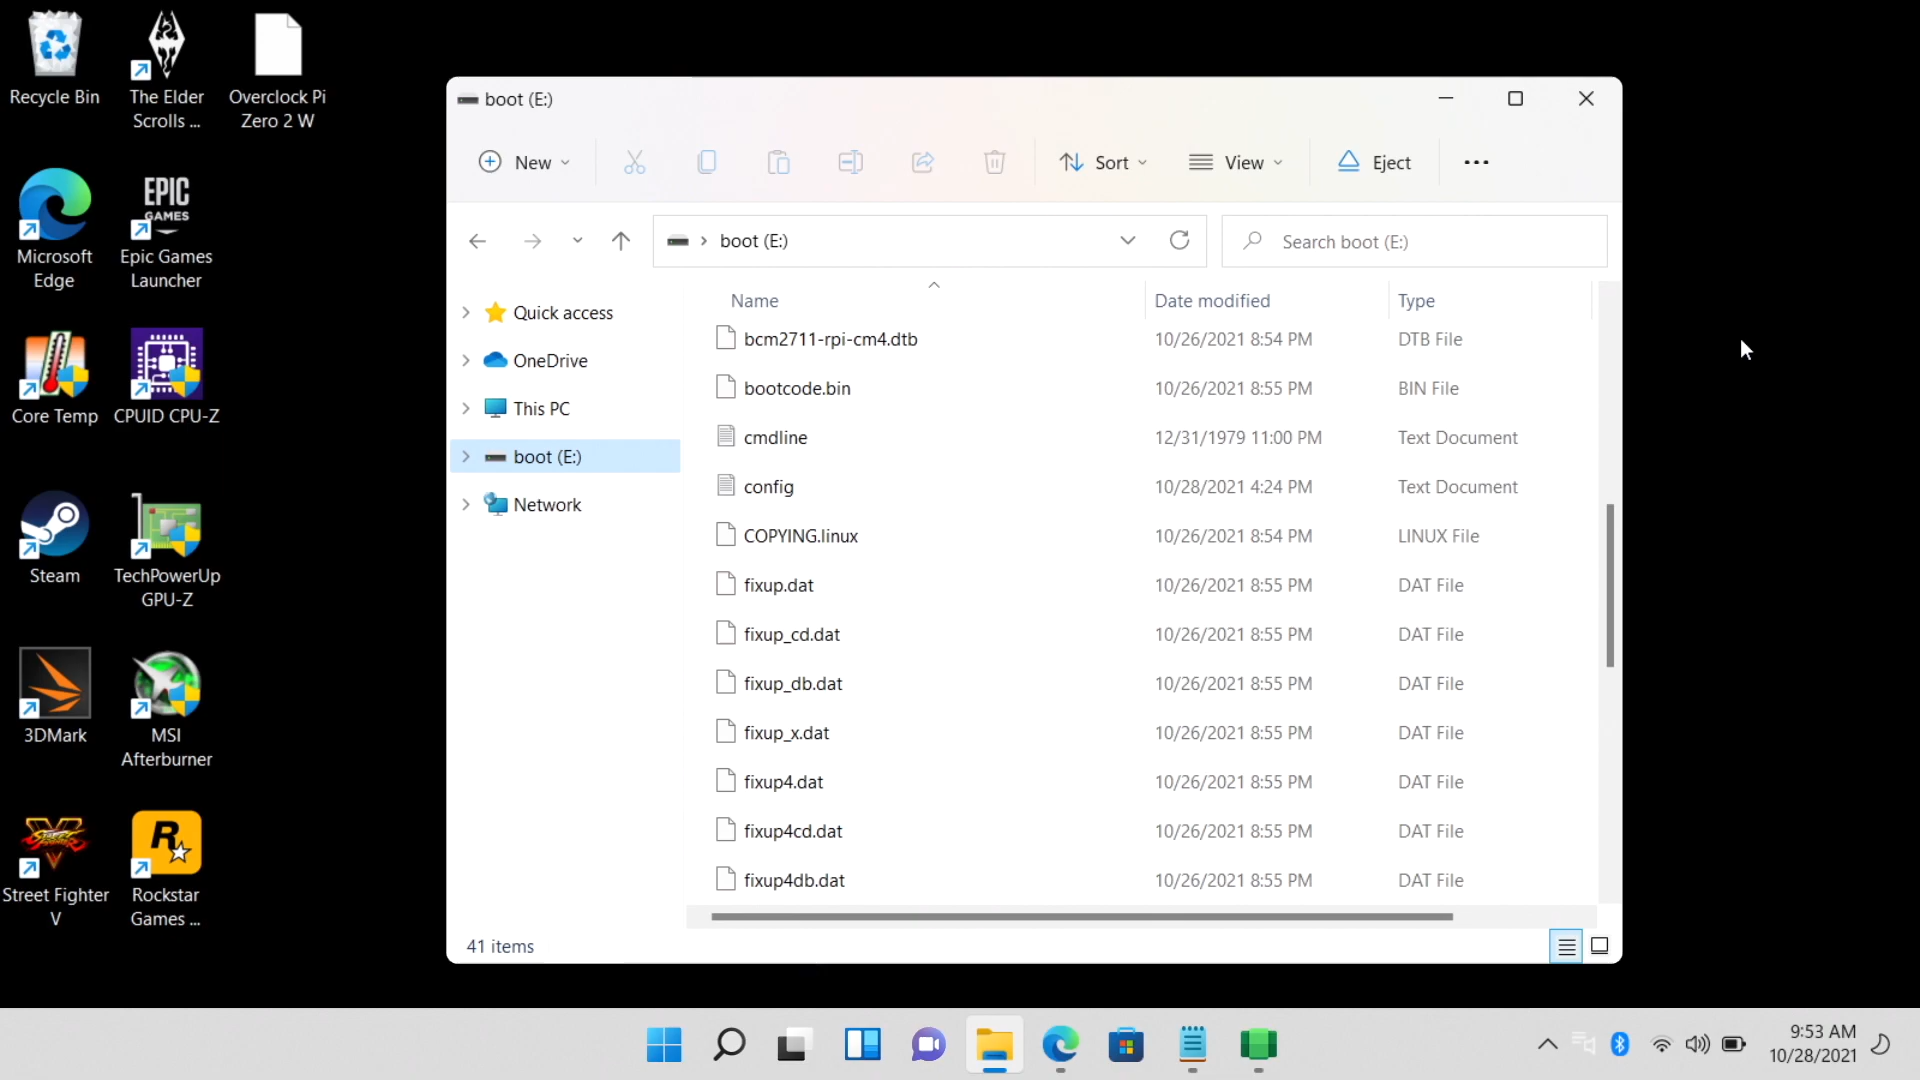 Recycle Bin
The Elder
Scrolls ...
Overclock Pi
Zero 2 W
Microsoft
Edge
EPIC
GAMES
Epic Games
Launcher
Core Temp
CPUID CPU-Z
Steam
TechPowerUp
GPU-Z
3DMark
MSI
Afterburner
STREET FIGHTER
V
Street Fighter
V
R
Rockstar
Games ...
boot (E:)
New
Sort
View
Eject
boot (E:)
Search boot (E:)
Quick access
OneDrive
This PC
boot (E:)
Network
Name Date modified Type
bcm2711-rpi-cm4.dtb 10/26/2021 8:54 PM DTB File
bootcode.bin 10/26/2021 8:55 PM BIN File
cmdline 12/31/1979 11:00 PM Text Document
config 10/28/2021 4:24 PM Text Document
COPYING.linux 10/26/2021 8:54 PM LINUX File
fixup.dat 10/26/2021 8:55 PM DAT File
fixup_cd.dat 10/26/2021 8:55 PM DAT File
fixup_db.dat 10/26/2021 8:55 PM DAT File
fixup_x.dat 10/26/2021 8:55 PM DAT File
fixup4.dat 10/26/2021 8:55 PM DAT File
fixup4cd.dat 10/26/2021 8:55 PM DAT File
fixup4db.dat 10/26/2021 8:55 PM DAT File
41 items
9:53 AM
10/28/2021